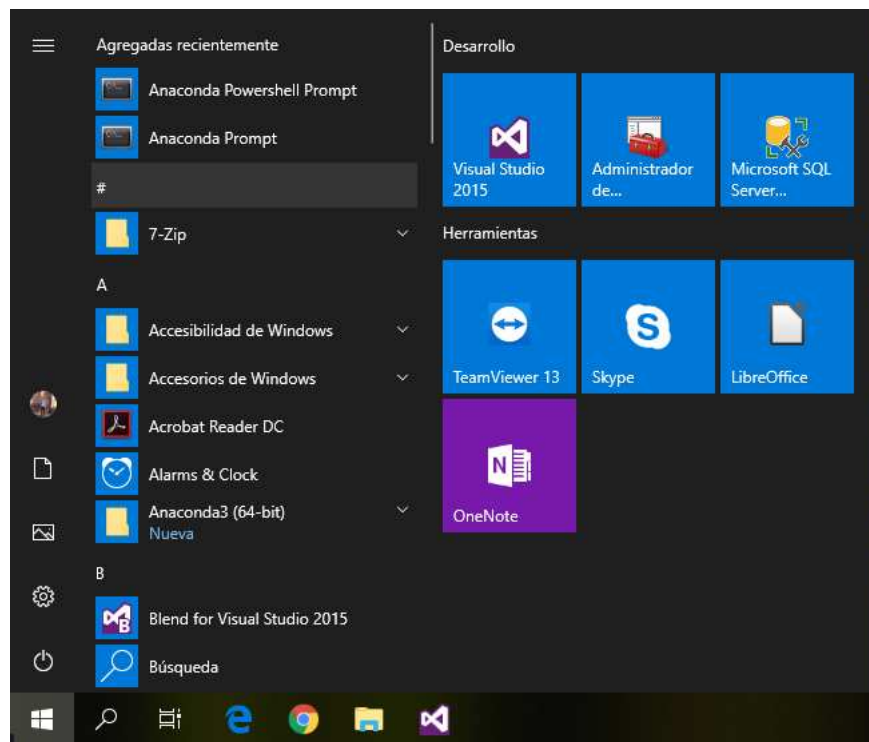 Agregadas recientemente
Anaconda Powershell Prompt
Anaconda Prompt
#
7-Zip
A
Accesibilidad de Windows
Accesorios de Windows
Acrobat Reader DC
Alarms & Clock
Anaconda3 (64-bit)
Nueva
B
Blend for Visual Studio 2015
Búsqueda
Desarrollo
Visual Studio
2015
Administrador
de...
Microsoft SQL
Server...
Herramientas
TeamViewer 13
Skype
LibreOffice
OneNote